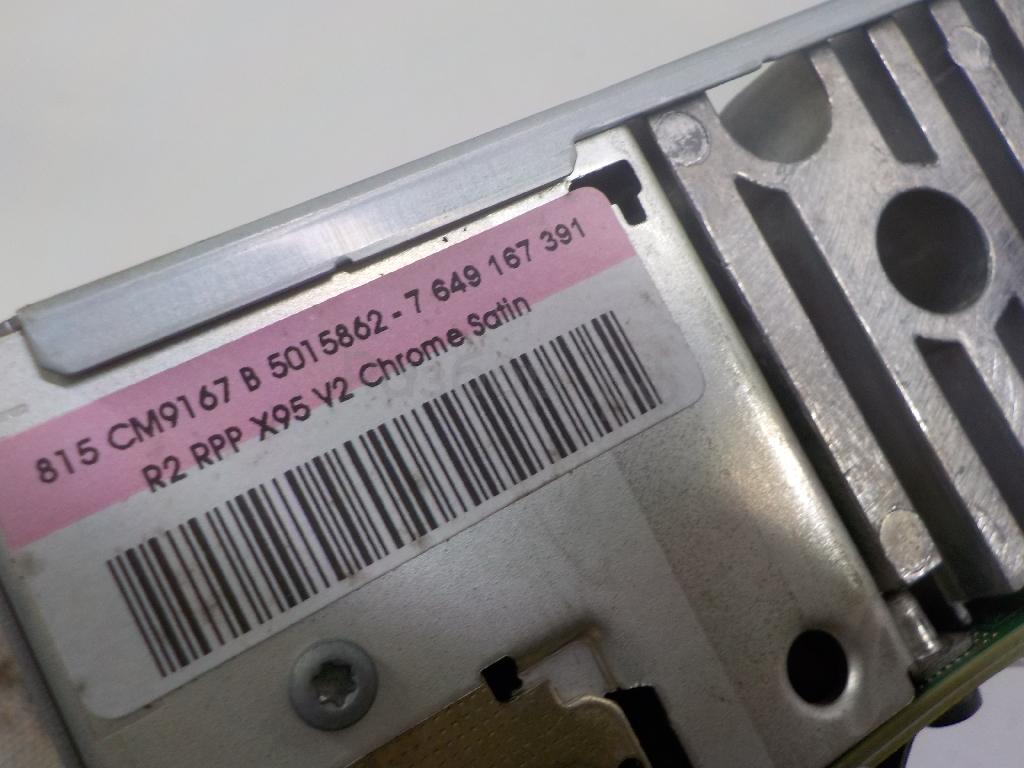 815 CM9167 B 5015862-7 649 167 391
R2 RPP X95 V2 Chrome Satin